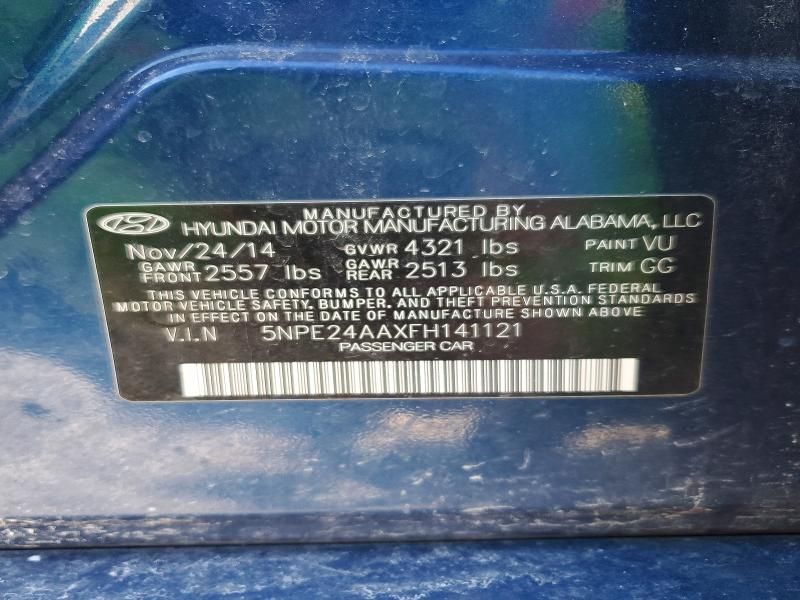 MANUFACTURED BY
HYUNDAI MOTOR MANUFACTURING ALABAMA, LLC
Nov/24/14 GVWR 4321 lbs PAINT VU
GAWR FRONT 2557 lbs GAWR REAR 2513 lbs TRIM GG
THIS VEHICLE CONFORMS TO ALL APPLICABLE U.S.A. FEDERAL
MOTOR VEHICLE SAFETY, BUMPER, AND THEFT PREVENTION STANDARDS
IN EFFECT ON THE DATE OF MANUFACTURE SHOWN ABOVE
V.I.N 5NPE24AAXFH141121
PASSENGER CAR